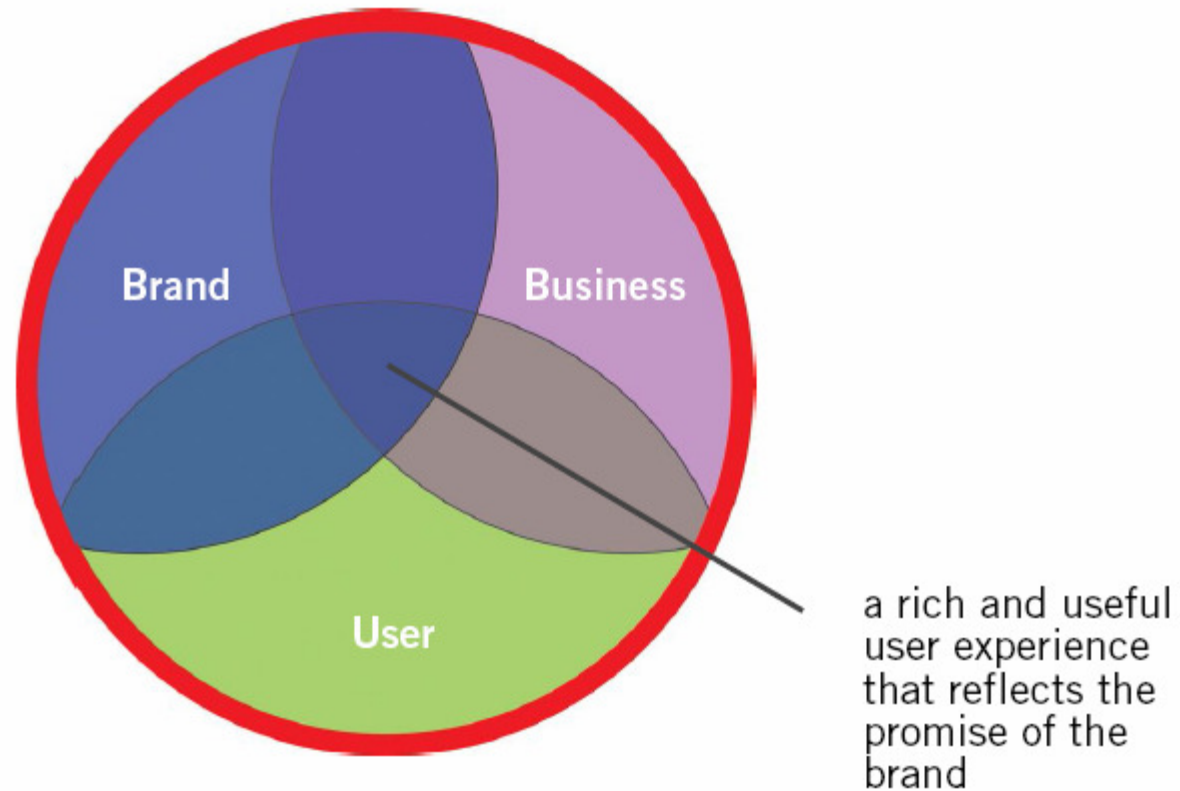 Brand
Business
User
a rich and useful
user experience
that reflects the
promise of the
brand